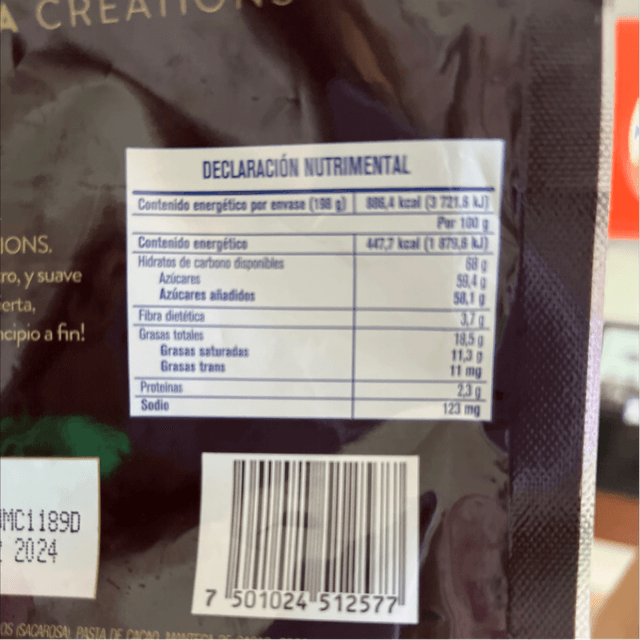 A CREATIONS
DECLARACIÓN NUTRIMENTAL
Contenido energético por envase (198 g) 886,4 kcal (3 721,6 kJ)
Por 100 g
Contenido energético 447,7 kcal (1 879,6 kJ)
Hidratos de carbono disponibles 68 g
Azúcares 59,4 g
Azúcares añadidos 58,1 g
Fibra dietética 3,7 g
Grasas totales 18,5 g
Grasas saturadas 11,3 g
Grasas trans 11 mg
Proteínas 2,3 g
Sodio 123 mg
IONS.
ro, y suave
erta,
ncipio a fin!
MC1189D
2024
7 501024 512577
OS (SACAROSA), PASTA DE CACAO,